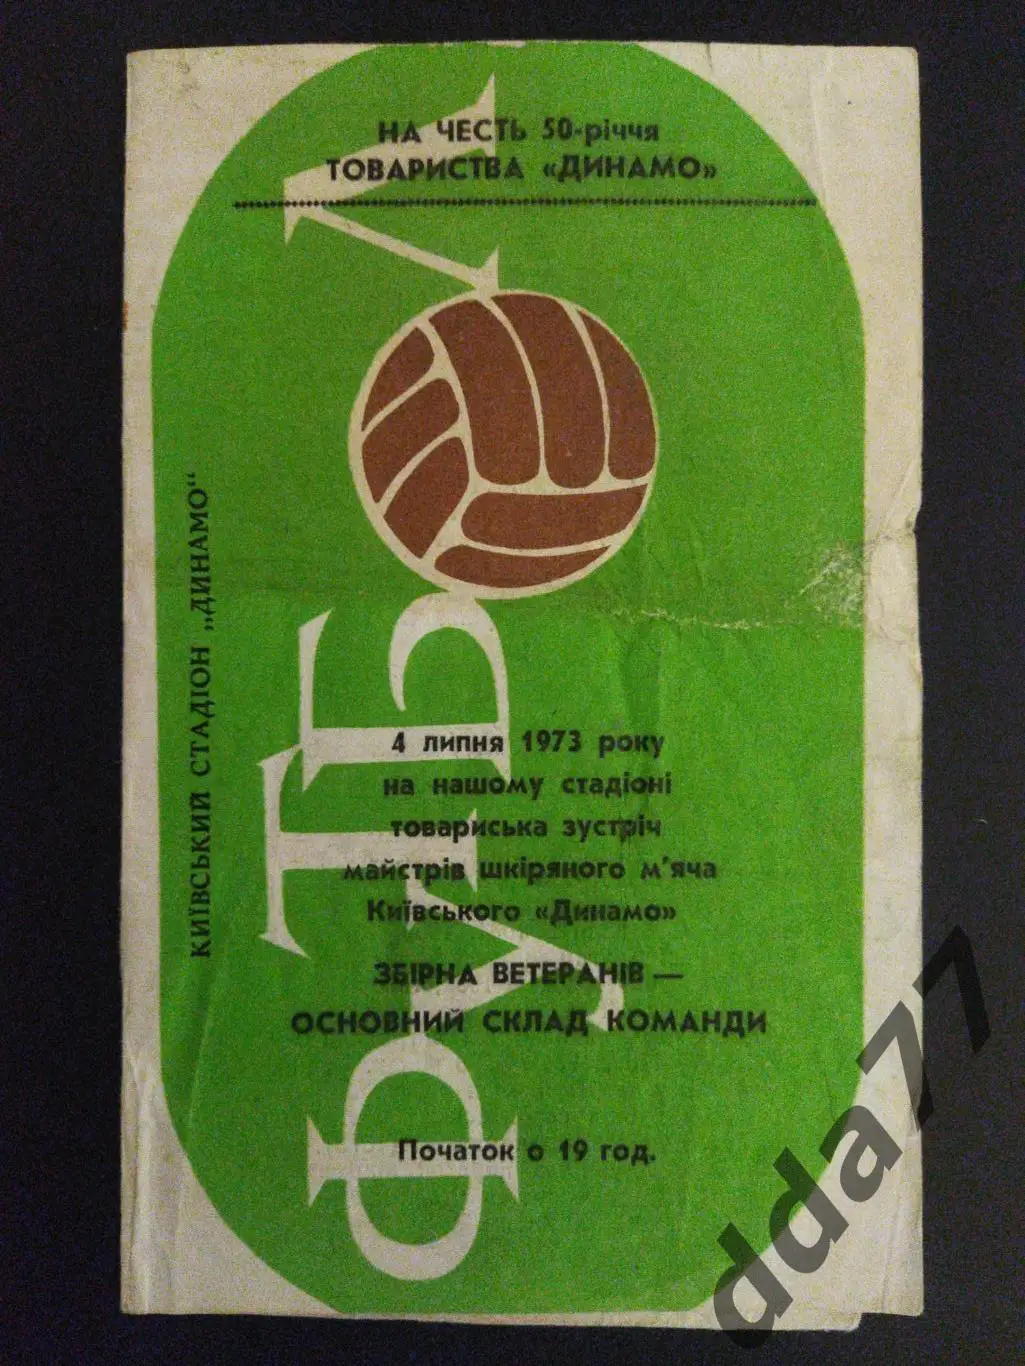 НА ЧЕСТЬ 50-річчя
ТОВАРИСТВА «ДИНАМО»
КИЇВСЬКИЙ СТАДІОН „ДИНАМО“
ФУТБОЛ
4 липня 1973 року
на нашому стадіоні
товариська зустріч
майстрів шкіряного м'яча
Київського «Динамо»
ЗБІРНА ВЕТЕРАНІВ —
ОСНОВНИЙ СКЛАД КОМАНДИ
Початок о 19 год.
dda77